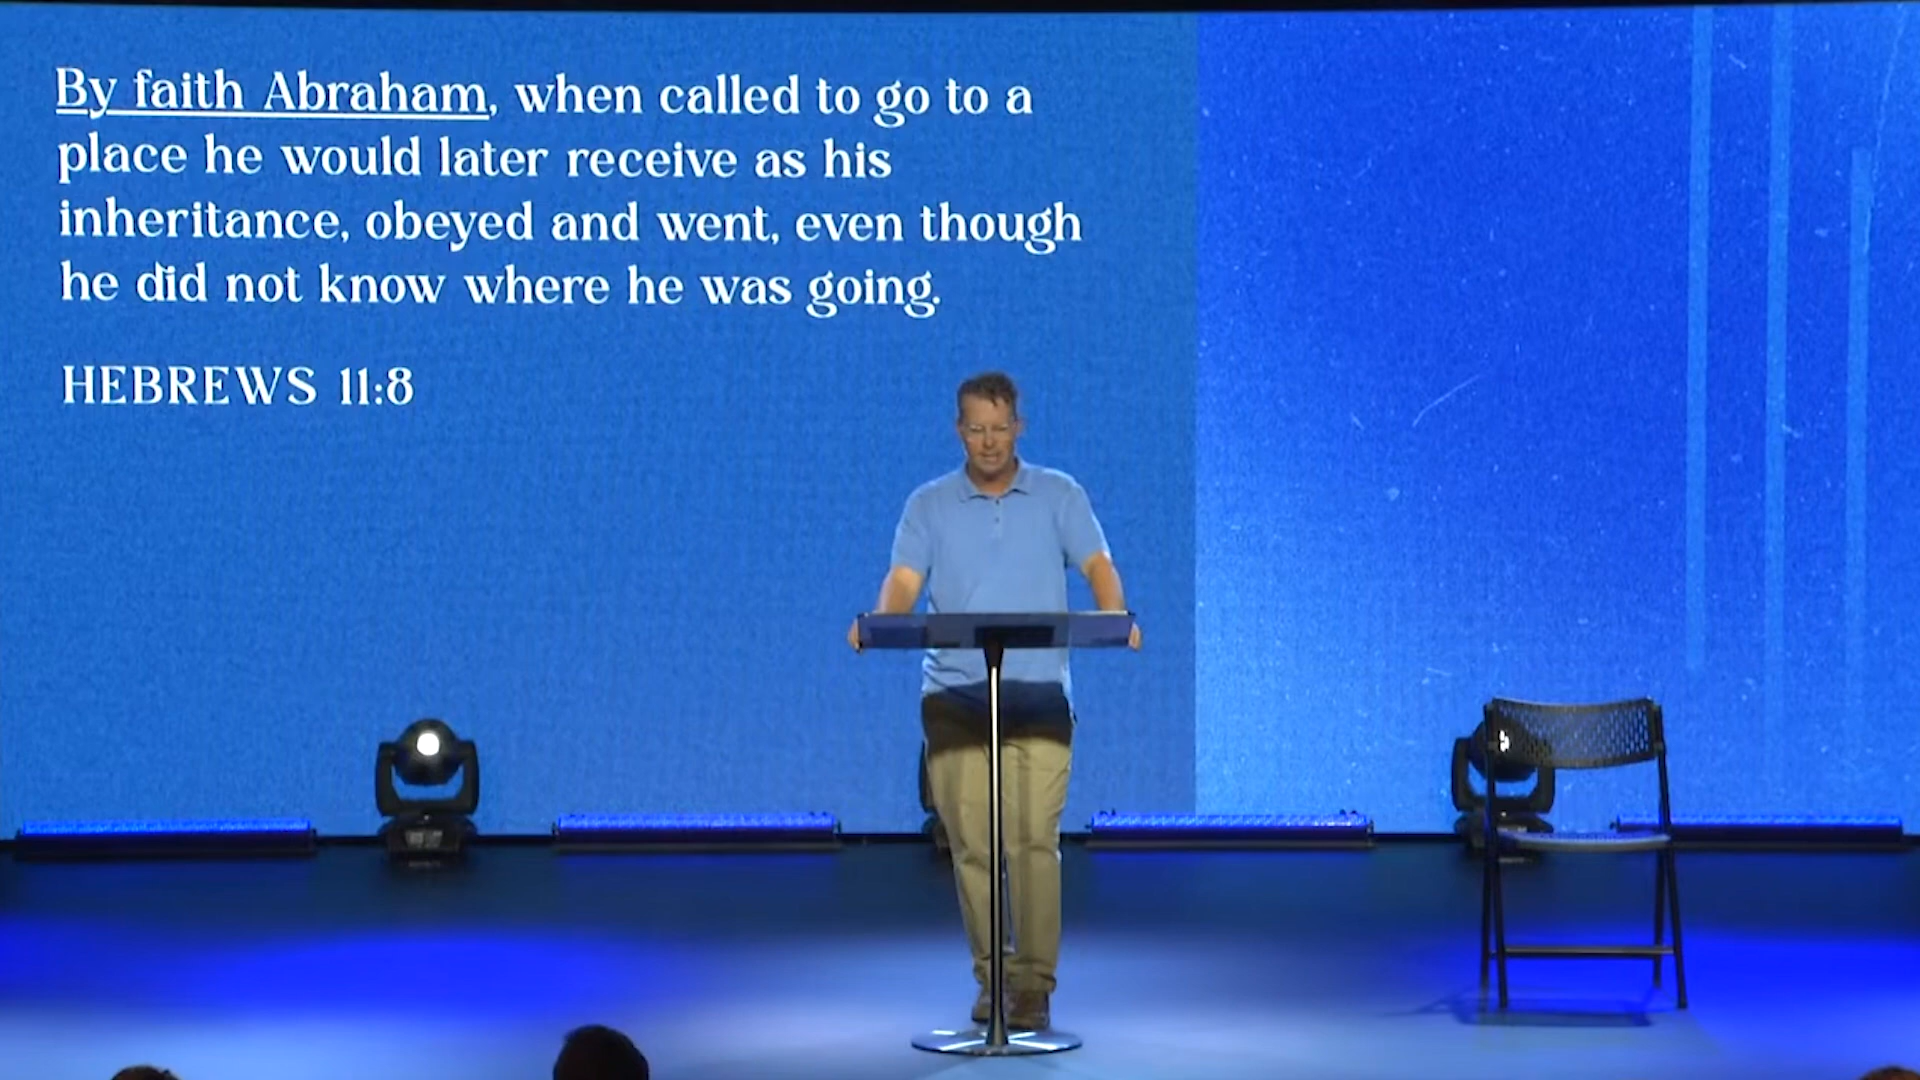 By faith Abraham, when called to go to a
place he would later receive as his
inheritance, obeyed and went, even though
he did not know where he was going.
HEBREWS 11:8